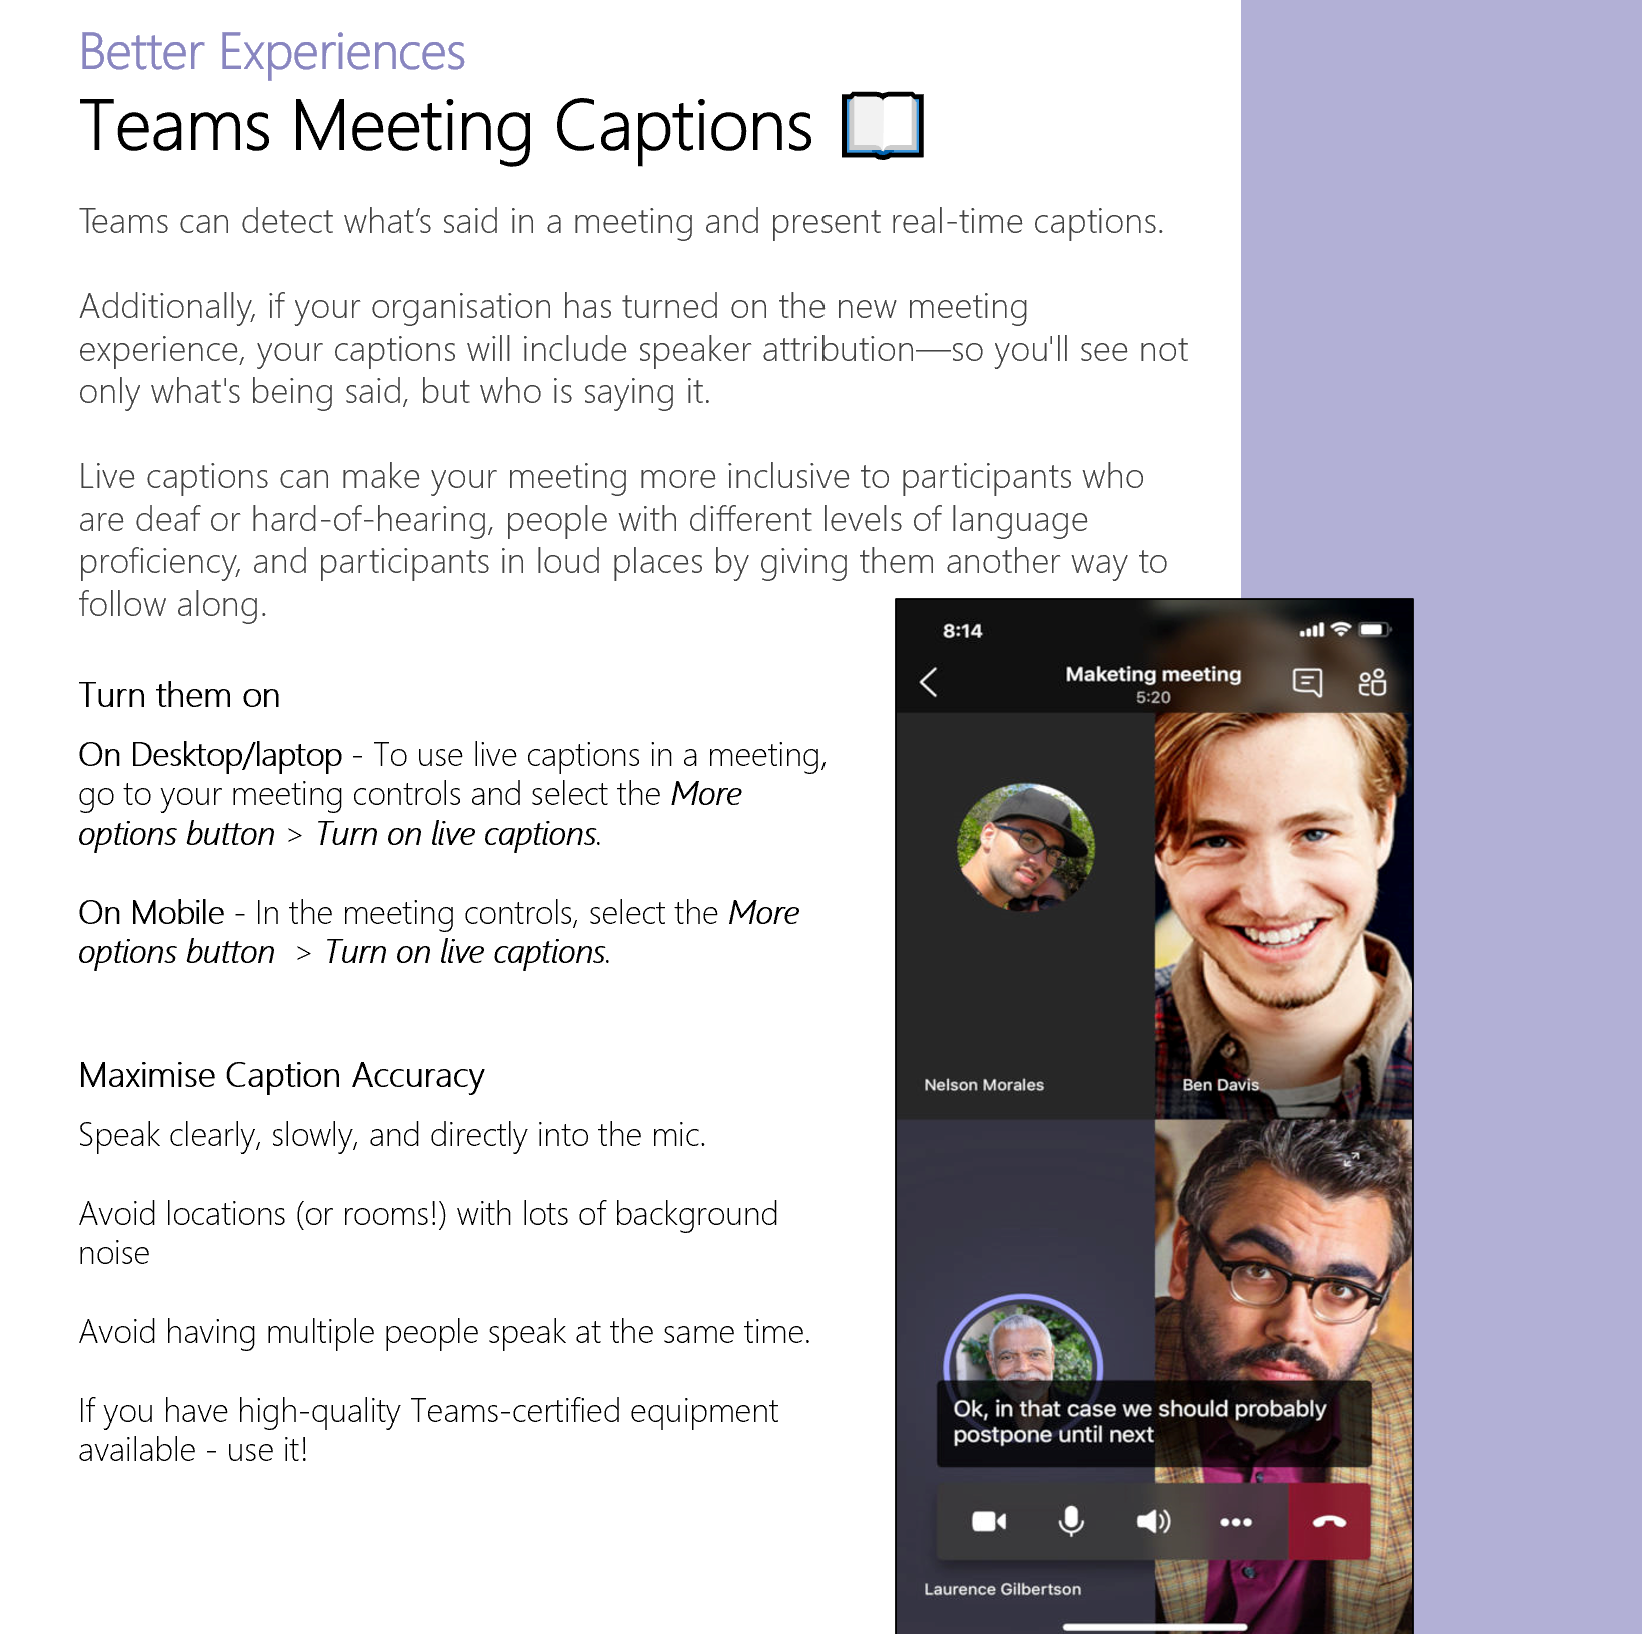 Better Experiences
Teams Meeting Captions
Teams can detect what’s said in a meeting and present real-time captions.
Additionally, if your organisation has turned on the new meeting
experience, your captions will include speaker attribution—so you'll see not
only what's being said, but who is saying it.
Live captions can make your meeting more inclusive to participants who
are deaf or hard-of-hearing, people with different levels of language
proficiency, and participants in loud places by giving them another way to
follow along.
Turn them on
On Desktop/laptop - To use live captions in a meeting,
go to your meeting controls and select the More
options button > Turn on live captions.
On Mobile - In the meeting controls, select the More
options button > Turn on live captions.
Maximise Caption Accuracy
Speak clearly, slowly, and directly into the mic.
Avoid locations (or rooms!) with lots of background
noise
Avoid having multiple people speak at the same time.
If you have high-quality Teams-certified equipment
available - use it!
8:14
Maketing meeting
5:20
Nelson Morales
Ben Davis
Ok, in that case we should probably
postpone until next
Laurence Gilbertson